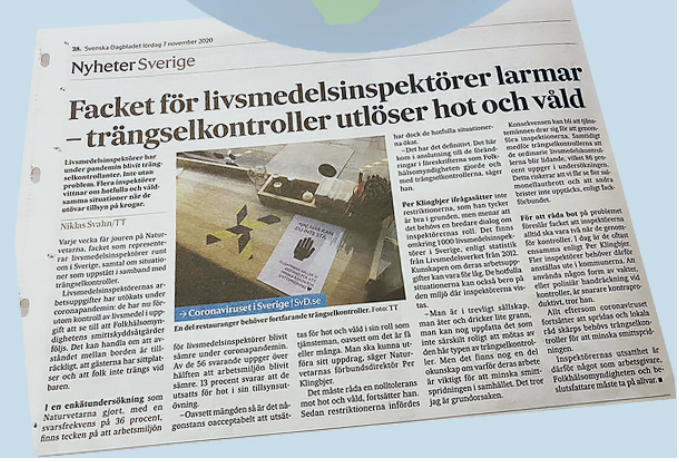 28. Svenska Dagbladet lördag 7 november 2020
Nyheter Sverige
Facket för livsmedelsinspektörer larmar
– trängselkontroller utlöser hot och våld
Livsmedelsinspektörer har
under pandemin blivit träng-
selkontrollanter. Inte utan
problem. Flera inspektörer
vittnar om hotfulla och våld-
samma situationer när de
utövar tillsyn på krogar.
Niklas Svahn/TT
Varje vecka får jouren på Natur-
vetarna, facket som represente-
rar livsmedelsinspektörer runt
om i Sverige, samtal om situatio-
ner som uppstått i samband med
trängselkontroller.
Livsmedelsinspektörernas ar-
betsuppgifter har utökats under
coronapandemin: de har nu för-
utom kontroll av livsmedel i upp-
gift att se till att Folkhälsomyn-
dighetens smittskyddsåtgärder
följs. Det kan handla om att av-
ståndet mellan borden är till-
räckligt, att gästerna har sittplat-
ser och att folk inte trängs vid
baren.
I en enkätundersökning som
Naturvetarna gjort, med en
svarsfrekvens på 36 procent,
finns tecken på att arbetsmiljön
→ Coronaviruset i Sverige | SvD.se
En del restauranger behöver fortfarande trängselkontroller. Foto: TT
för livsmedelsinspektörer blivit
sämre under coronapandemin.
Av de 56 svarande uppger över
hälften att arbetsmiljön blivit
sämre. 13 procent svarar att de
utsatts för hot i sin tillsynsut-
övning.
–Oavsett mängden så är det nå-
gonstans oacceptabelt att utsät-
tas för hot och våld i sin roll som
tjänsteman, oavsett om det är få
eller många. Man ska kunna ut-
föra sitt uppdrag, säger Natur-
vetarnas förbundsdirektör Per
Klingbjer.
Det måste råda en nolltolerans
mot hot och våld, fortsätter han.
Sedan restriktionerna infördes
har dock de hotfulla situationer-
na ökat.
–Det har det definitivt. Det här
kom i anslutning till de föränd-
ringar i föreskrifterna som Folk-
hälsomyndigheten gjorde och
med trängselkontrollerna, säger
han.
Per Klingbjer ifrågasätter inte
restriktionerna, som han tycker
är bra i grunden, men menar att
det behövs en bredare dialog om
inspektörernas roll. Det finns
omkring 1000 livsmedelsinspek-
törer i Sverige, enligt statistik
från Livsmedelsverket från 2012.
Kunskapen om deras arbetsupp-
gifter kan vara för låg. De hotfulla
situationerna kan också bero på
den miljö där inspektörerna vis-
tas.
–Man är i trevligt sällskap,
man äter och dricker lite grann,
man kan nog uppfatta det som
inte särskilt roligt att mötas av
den här typen av trängselkontrol-
ler. Men det finns nog en del
okunskap om varför deras arbete
är viktigt för att minska smitt-
spridningen i samhället. Det tror
jag är grundorsaken.
Konsekvensen kan bli att tjäns-
temännen drar sig för att genom-
föra inspektionerna. Samtidigt
medför trängselkontrollerna att
de ordinarie livsmedelskontrol-
lerna blir lidande, vilket 86 pro-
cent uppger i undersökningen.
Detta riskerar att vi får se fler sal-
monellautbrott och att andra
brister inte upptäcks, enligt fack-
förbundet.
För att råda bot på problemet
föreslår facket att inspektörerna
alltid ska vara två när de genom-
för kontroller. I dag är de oftast
ensamma enligt Per Klingbjer.
Fler inspektörer behöver därför
anställas ute i kommunerna. An
använda någon form av väkter,
eller polisiär handräckning vid
kontroll, är snarare kontrapro-
duktivt, tror han.
Allt eftersom coronaviruset
fortsätter att spridas och lokala
råd skärps behövs trängselkon-
troller för att minska smittsprid-
ningen.
Inspektörernas utsatthet är
därför något som arbetsgivare,
Folkhälsomyndigheten och be-
slutsfattare måste ta på allvar.